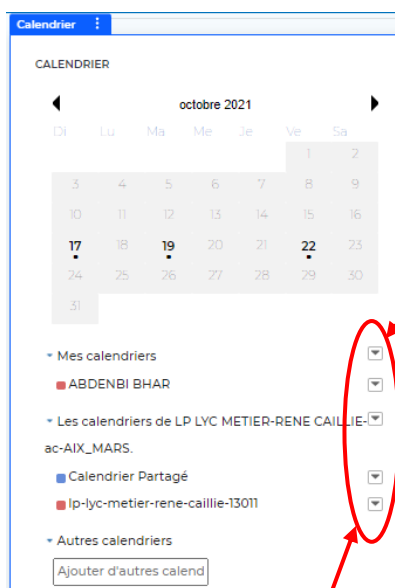 Calendrier
CALENDRIER
octobre 2021
Di Lu Ma Me Je Ve Sa
1 2
3 4 5 6 7 8 9
10 11 12 13 14 15 16
17 18 19 20 21 22 23
24 25 26 27 28 29 30
31
Mes calendriers
ABDENBI BHAR
Les calendriers de LP LYC METIER-RENE CAILLIE-
ac-AIX_MARS.
Calendrier Partagé
lp-lyc-metier-rene-caillie-13011
Autres calendriers
Ajouter d'autres calend